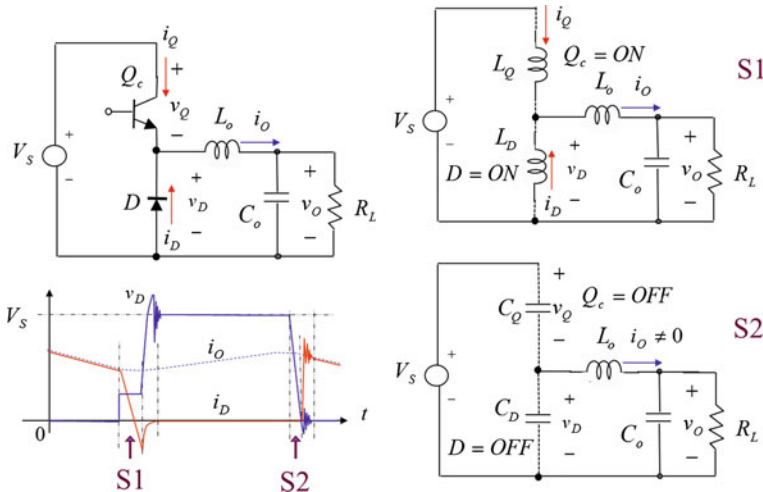 i_Q
+
Q_c
v_Q
−
L_o i_O
V_S
+
−
D
+
v_D
−
i_D
C_o
+
v_O
−
R_L
i_Q
L_Q
Q_c = ON
S1
L_o i_O
V_S
+
−
L_D
D = ON
+
v_D
−
i_D
C_o
+
v_O
−
R_L
V_S
v_D
i_O
i_D
0
t
S1
S2
C_Q
+
v_Q
−
Q_c = OFF
S2
L_o i_O ≠ 0
V_S
+
−
C_D
D = OFF
+
v_D
−
C_o
+
v_O
−
R_L